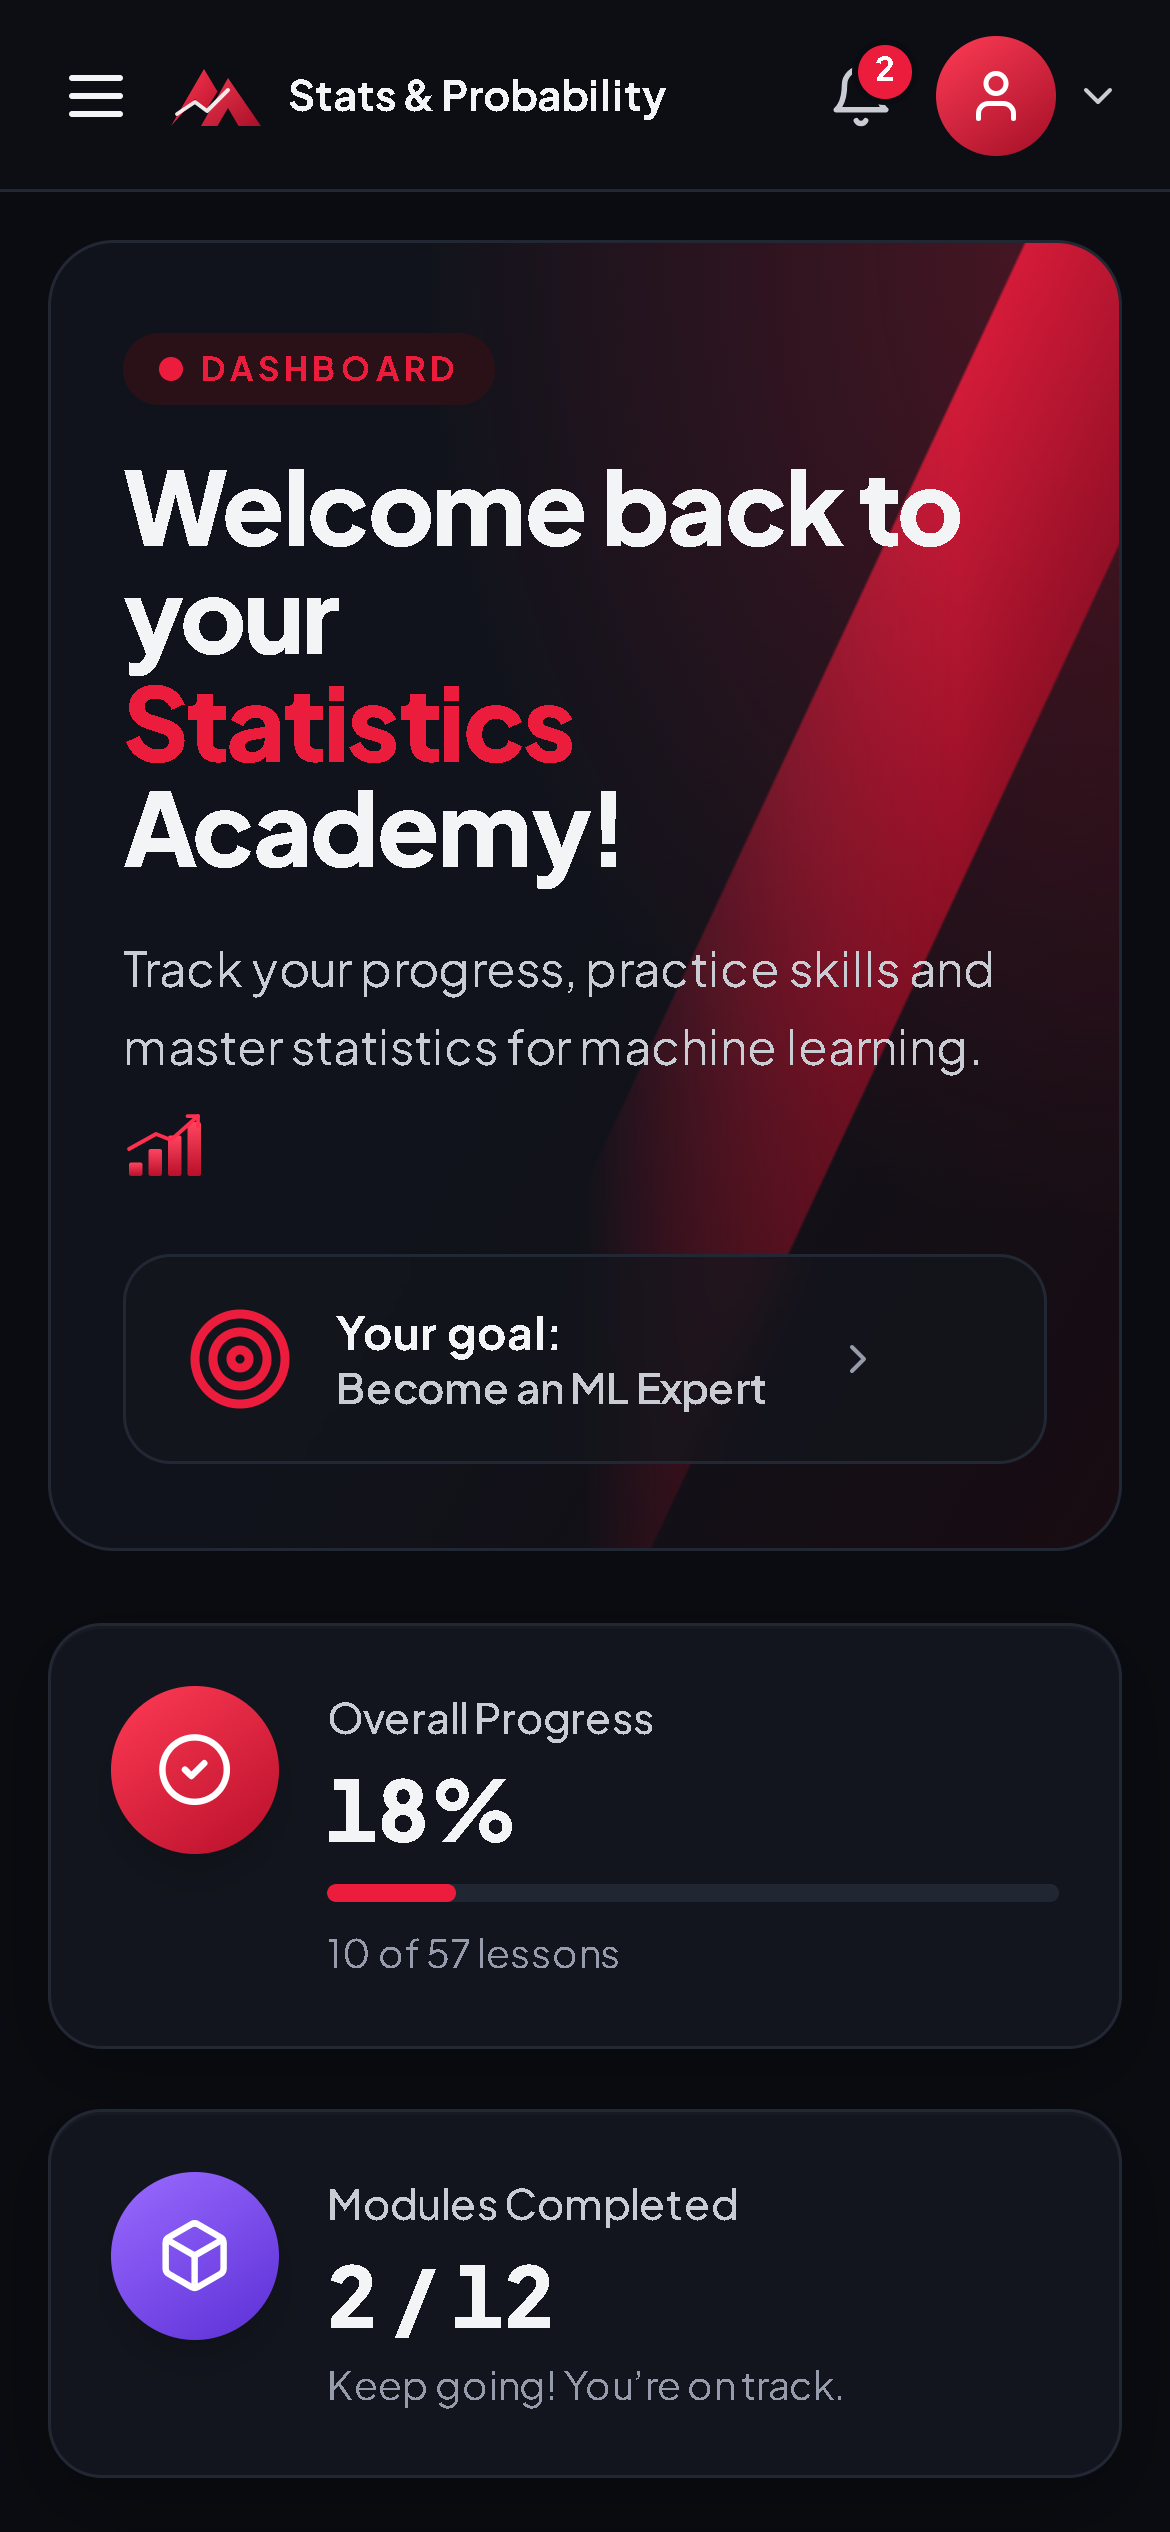 Stats & Probability
2
DASHBOARD
Welcome back to
your
Statistics
Academy!
Track your progress, practice skills and
master statistics for machine learning.
Your goal:
Become an ML Expert
Overall Progress
18%
10 of 57 lessons
Modules Completed
2 / 12
Keep going! You’re on track.